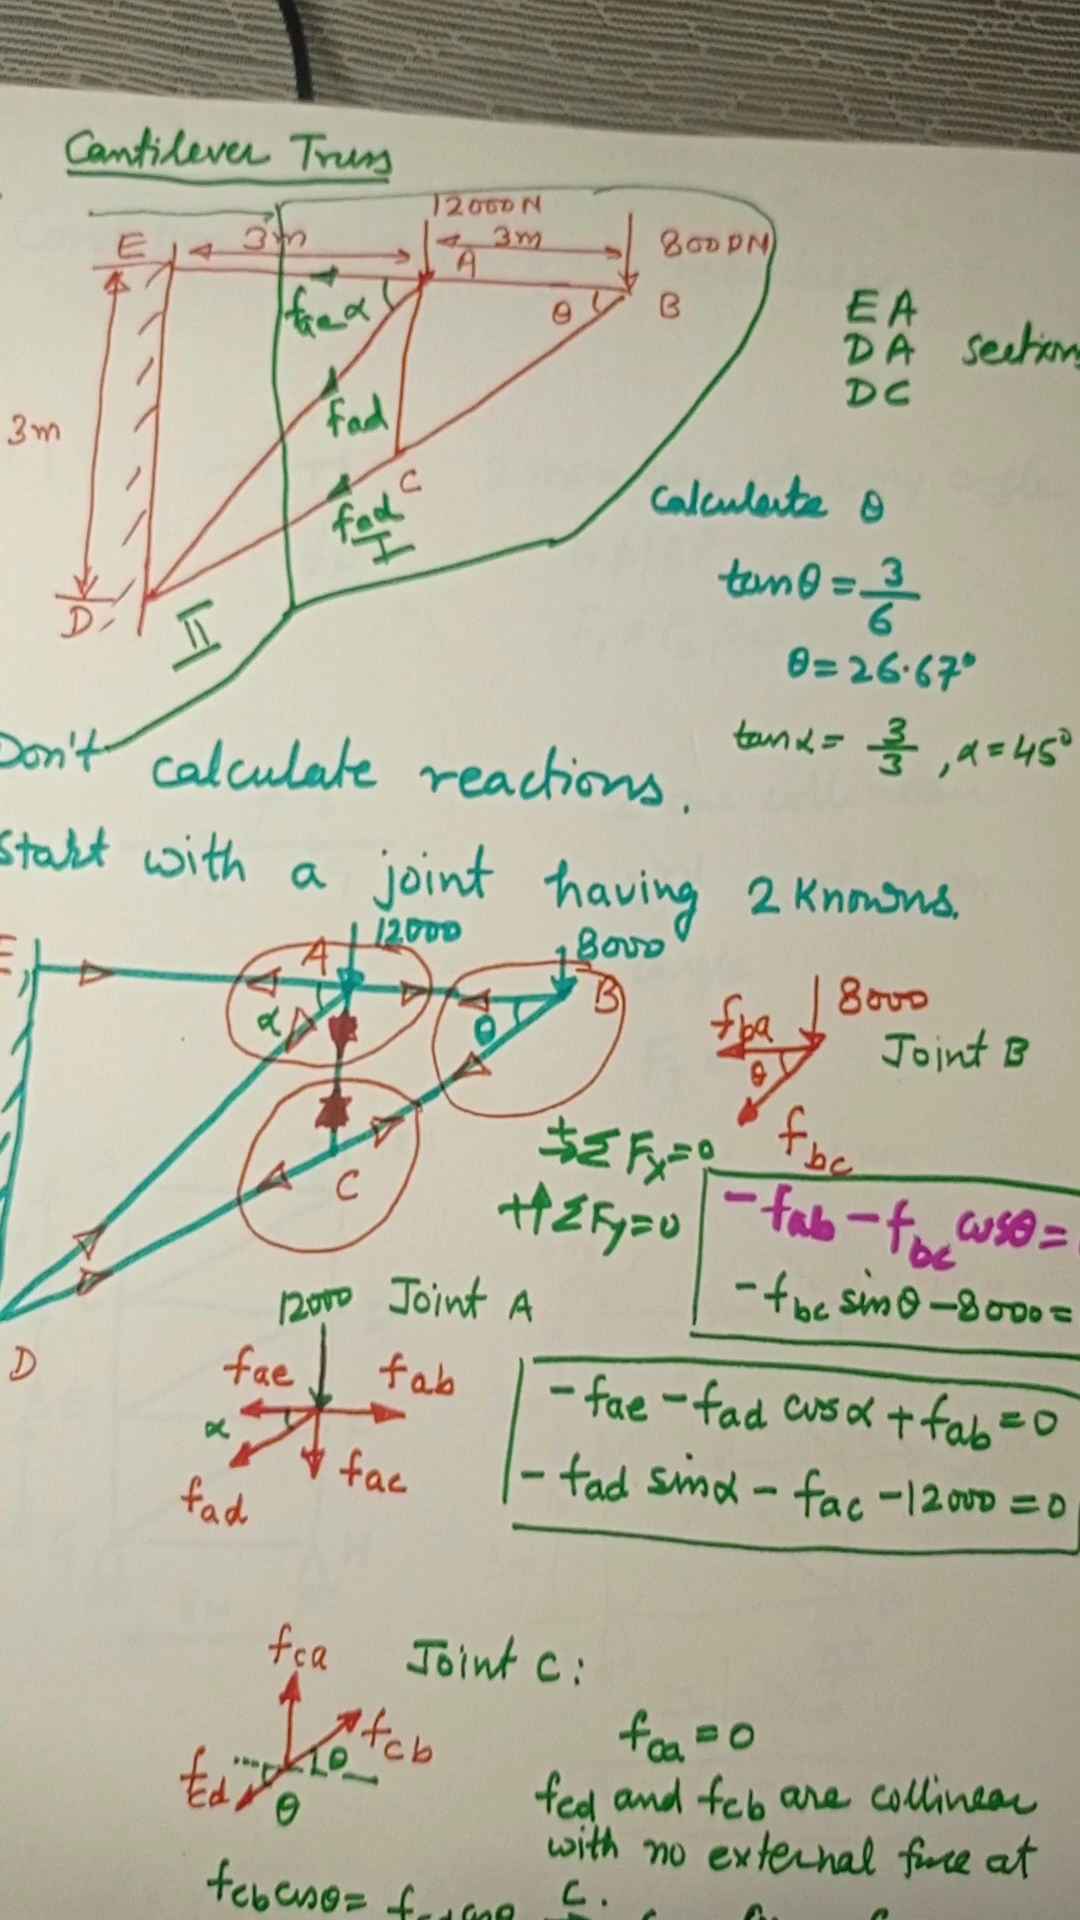 Cantilever Truss
12000N
E 3m 3m 8000N
A
fae α θ B
EA
DA section
DC
3m fad
C
fad
I
D II
Calculate θ
tanθ = 3/6
θ = 26.67°
tanα = 3/3, α = 45°
Don't calculate reactions.
Start with a joint having 2 Knowns.
E A 12000 8000
B
α θ
C
D
fba 8000
θ Joint B
fbc
+ΣFx=0
+↑ΣFy=0
-fab - fbc cosθ =
-fbc sinθ - 8000 =
12000 Joint A
fae fab
α
fad fac
-fae - fad cosα + fab = 0
-fad sinα - fac - 12000 = 0
fca Joint C:
fcb
fcd θ
θ
fca = 0
fcd and fcb are collinear
with no external force at
C.
fcb cosθ =